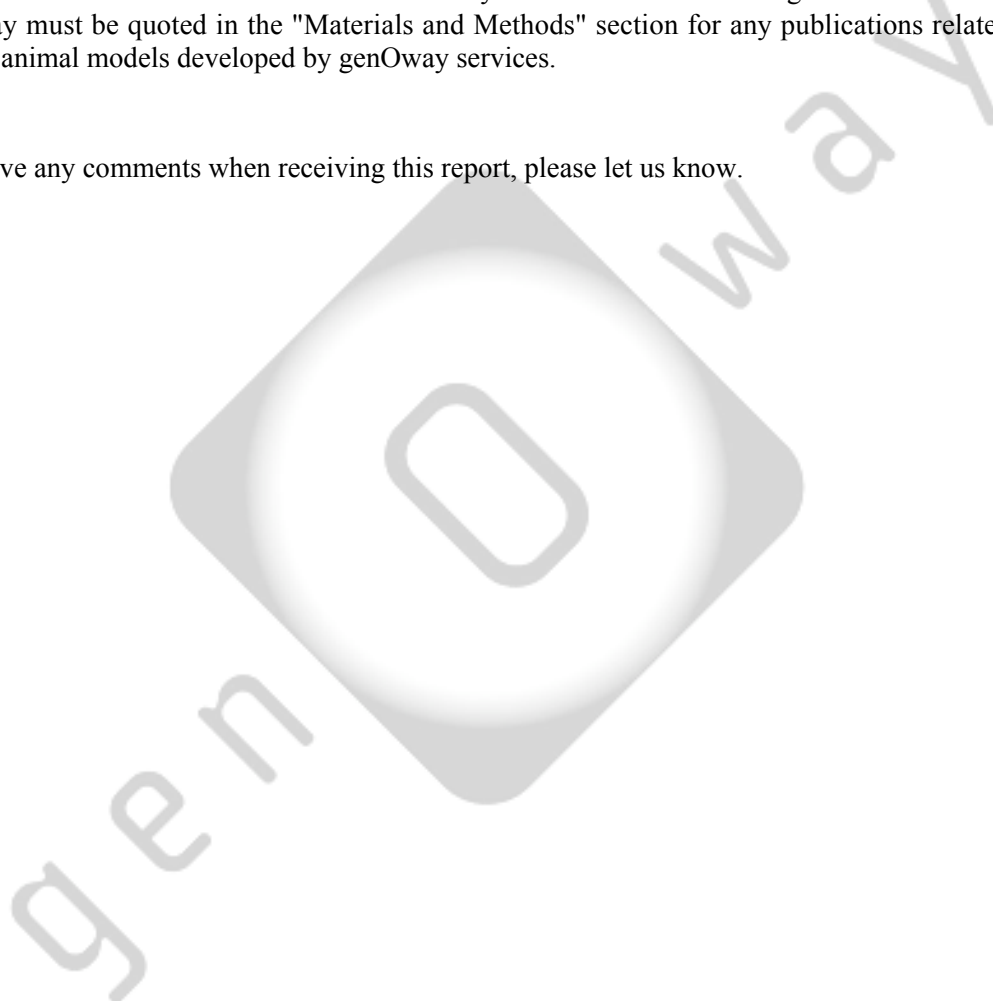 ay must be quoted in the "Materials and Methods" section for any publications relate
animal models developed by genOway services.
ve any comments when receiving this report, please let us know.
genOway